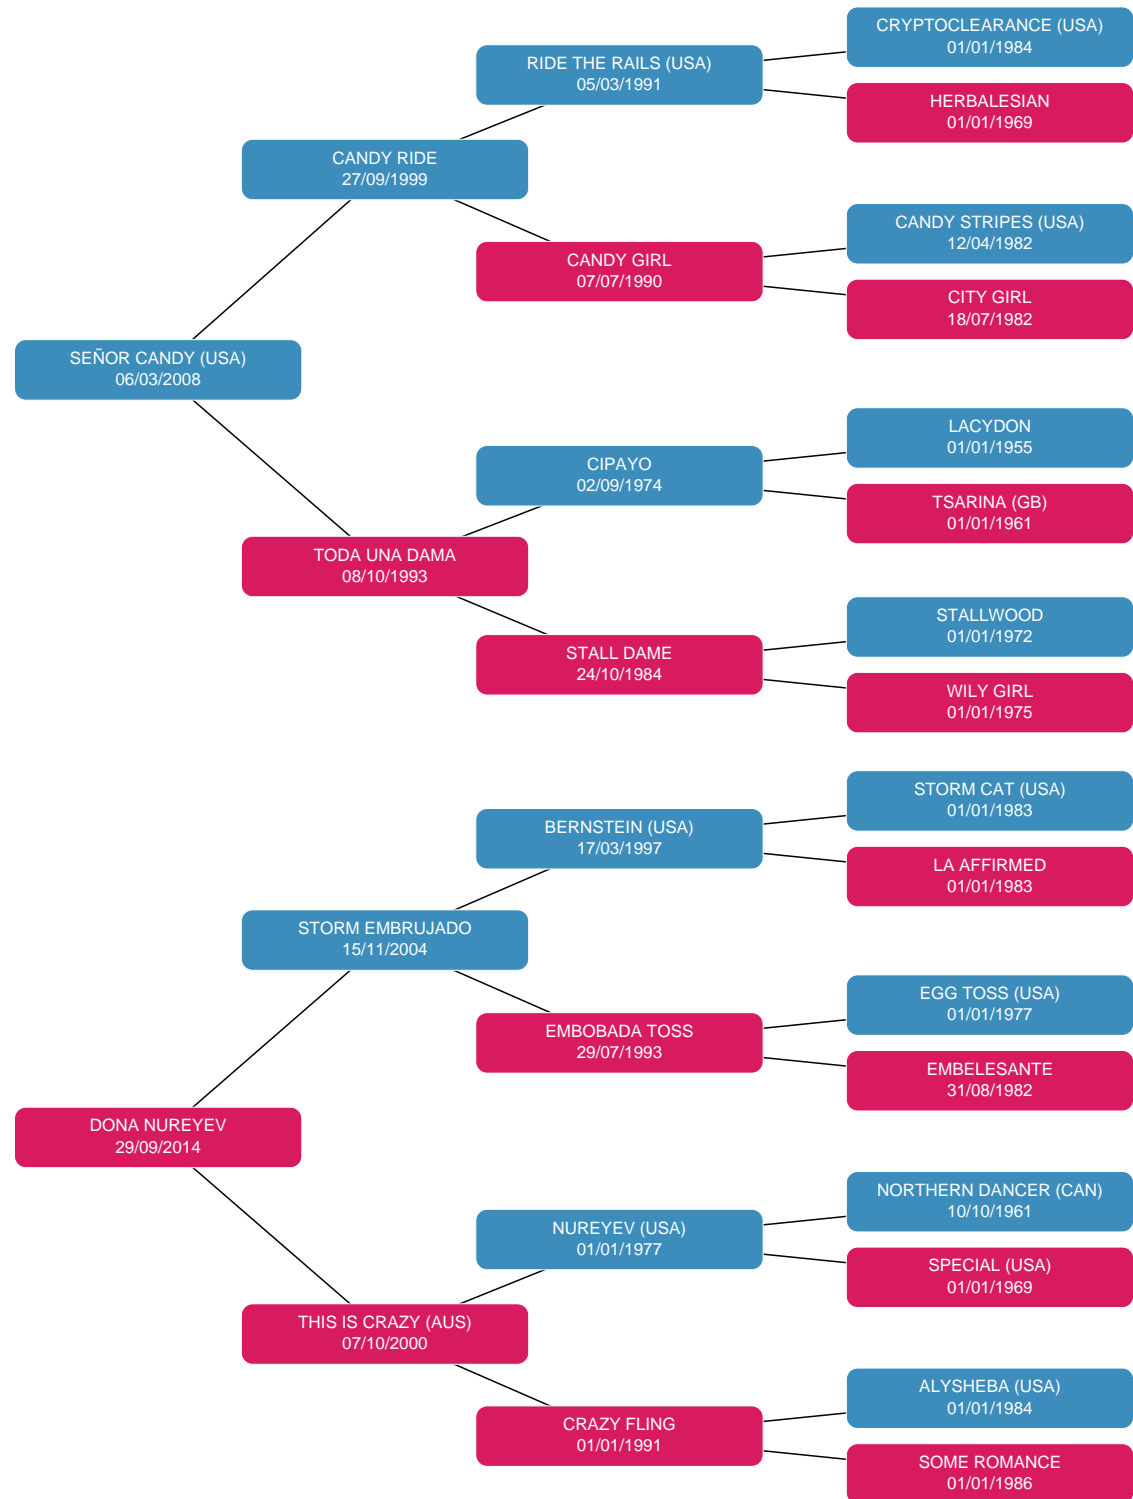 CRYPTOCLEARANCE (USA)
01/01/1984
RIDE THE RAILS (USA)
05/03/1991
HERBALESIAN
01/01/1969
CANDY RIDE
27/09/1999
CANDY STRIPES (USA)
12/04/1982
CANDY GIRL
07/07/1990
CITY GIRL
18/07/1982
SEÑOR CANDY (USA)
06/03/2008
LACYDON
01/01/1955
CIPAYO
02/09/1974
TSARINA (GB)
01/01/1961
TODA UNA DAMA
08/10/1993
STALLWOOD
01/01/1972
STALL DAME
24/10/1984
WILY GIRL
01/01/1975
STORM CAT (USA)
01/01/1983
BERNSTEIN (USA)
17/03/1997
LA AFFIRMED
01/01/1983
STORM EMBRUJADO
15/11/2004
EGG TOSS (USA)
01/01/1977
EMBOBADA TOSS
29/07/1993
EMBELESANTE
31/08/1982
DONA NUREYEV
29/09/2014
NORTHERN DANCER (CAN)
10/10/1961
NUREYEV (USA)
01/01/1977
SPECIAL (USA)
01/01/1969
THIS IS CRAZY (AUS)
07/10/2000
ALYSHEBA (USA)
01/01/1984
CRAZY FLING
01/01/1991
SOME ROMANCE
01/01/1986